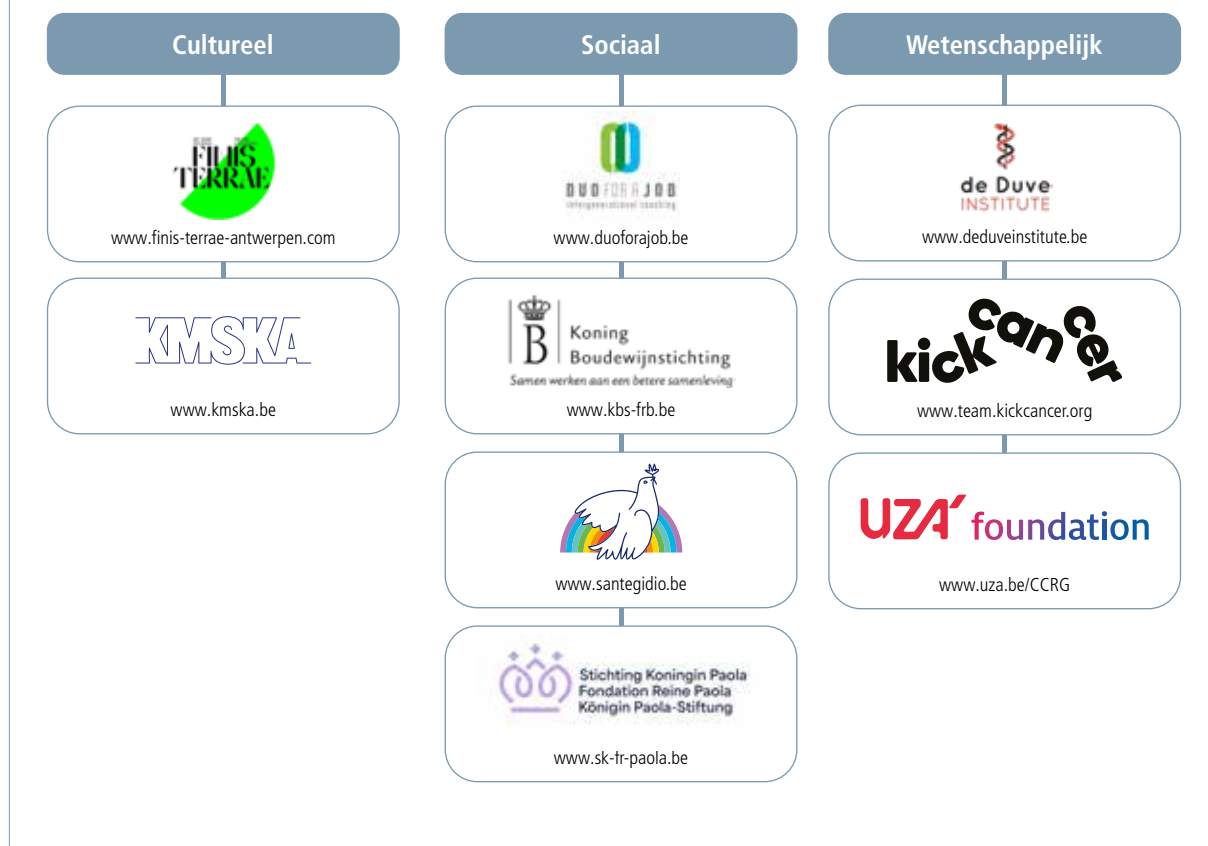 Cultureel
FINIS
TERRAE
www.finis-terrae-antwerpen.com
KMSKA
www.kmska.be
Sociaal
DUO FOR A JOB
intergenerational coaching
www.duoforajob.be
B
Koning
Boudewijnstichting
Samen werken aan een betere samenleving
www.kbs-frb.be
www.santegidio.be
Stichting Koningin Paola
Fondation Reine Paola
Königin Paola-Stiftung
www.sk-fr-paola.be
Wetenschappelijk
de Duve
INSTITUTE
www.deduveinstitute.be
kick cancer
www.team.kickcancer.org
UZA' foundation
www.uza.be/CCRG